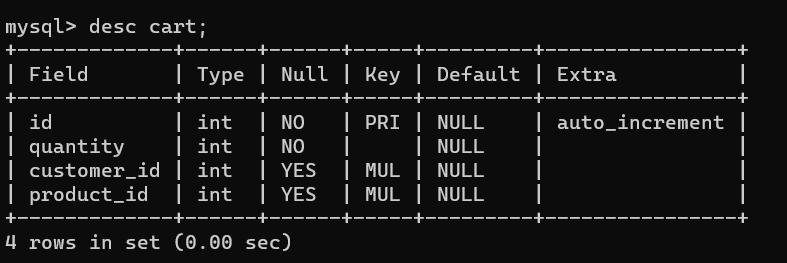 mysql> desc cart;
+-------------+------+------+-----+---------+----------------+
| Field       | Type | Null | Key | Default | Extra          |
+-------------+------+------+-----+---------+----------------+
| id          | int  | NO   | PRI | NULL    | auto_increment |
| quantity    | int  | NO   |     | NULL    |                |
| customer_id | int  | YES  | MUL | NULL    |                |
| product_id  | int  | YES  | MUL | NULL    |                |
+-------------+------+------+-----+---------+----------------+
4 rows in set (0.00 sec)